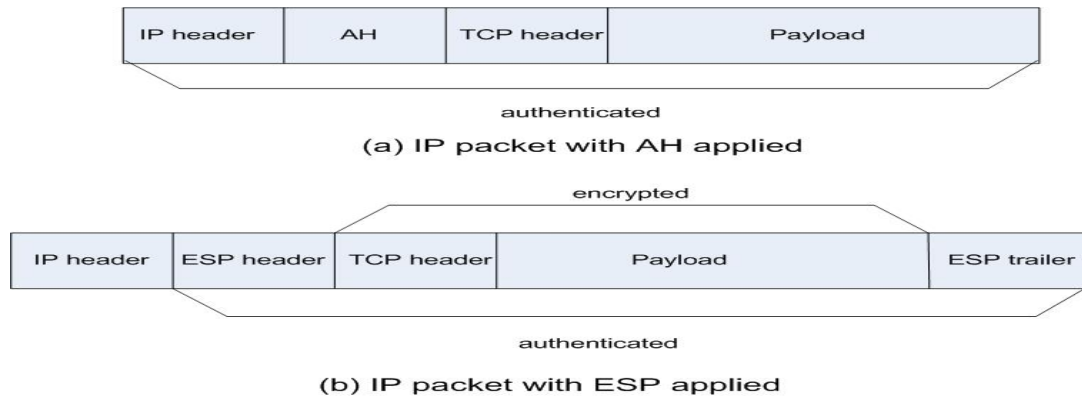 IP header AH TCP header Payload
authenticated
(a) IP packet with AH applied
encrypted
IP header ESP header TCP header Payload ESP trailer
authenticated
(b) IP packet with ESP applied